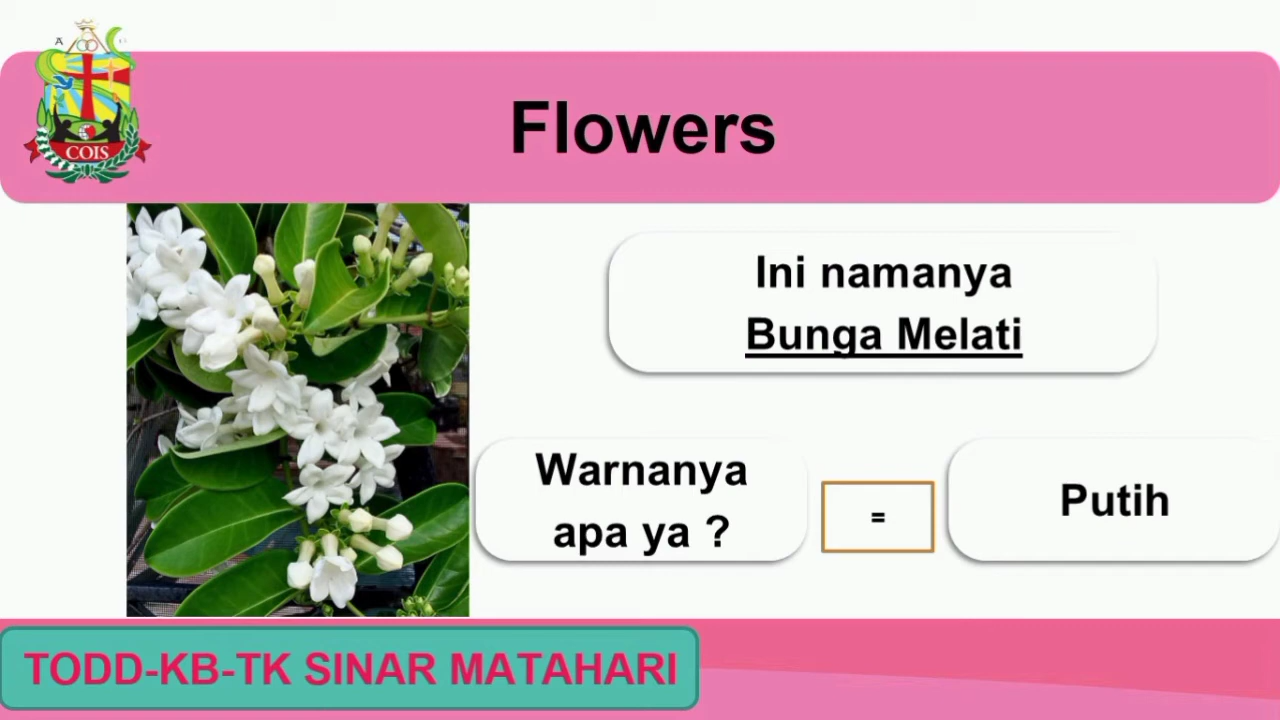 COIS
Flowers
Ini namanya
Bunga Melati
Warnanya
apa ya ?
=
Putih
TODD-KB-TK SINAR MATAHARI